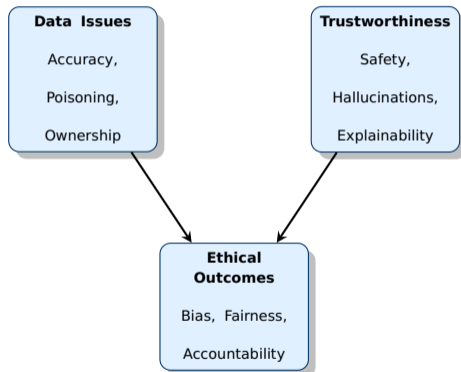 Data Issues
Accuracy,
Poisoning,
Ownership
Trustworthiness
Safety,
Hallucinations,
Explainability
Ethical
Outcomes
Bias, Fairness,
Accountability